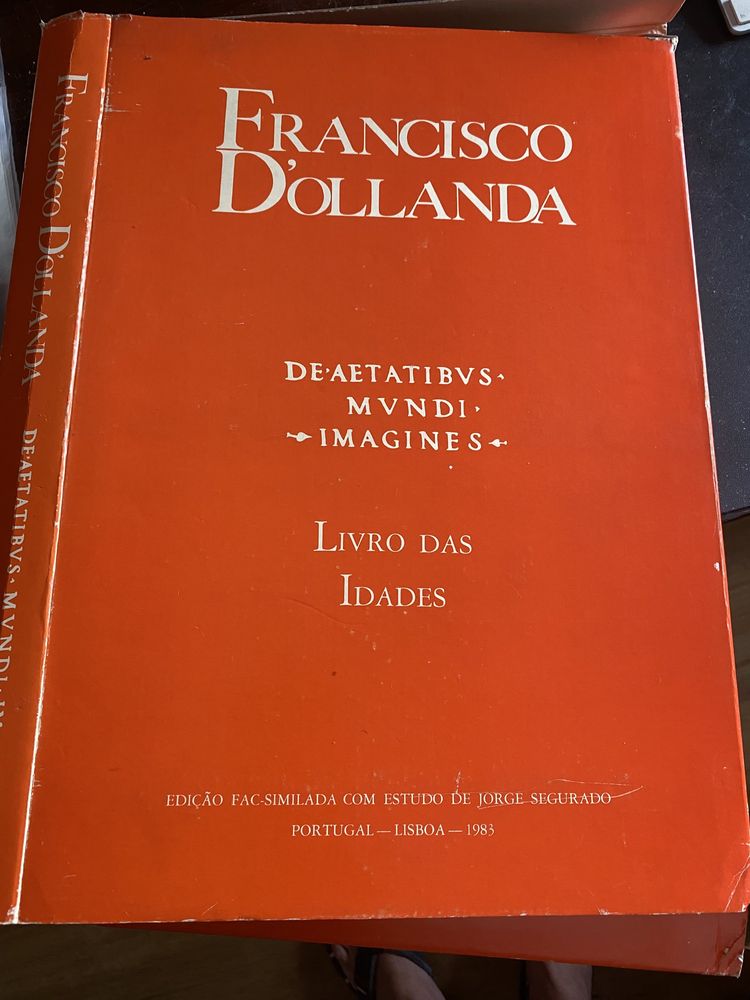 FRANCISCO
D'OLLANDA
DE·AETATIBVS·
MVNDI·
IMAGINES
LIVRO DAS
IDADES
EDIÇÃO FAC-SIMILADA COM ESTUDO DE JORGE SEGURADO
PORTUGAL — LISBOA — 1983
FRANCISCO D'OLLANDA DE·AETATIBVS·MVNDI·